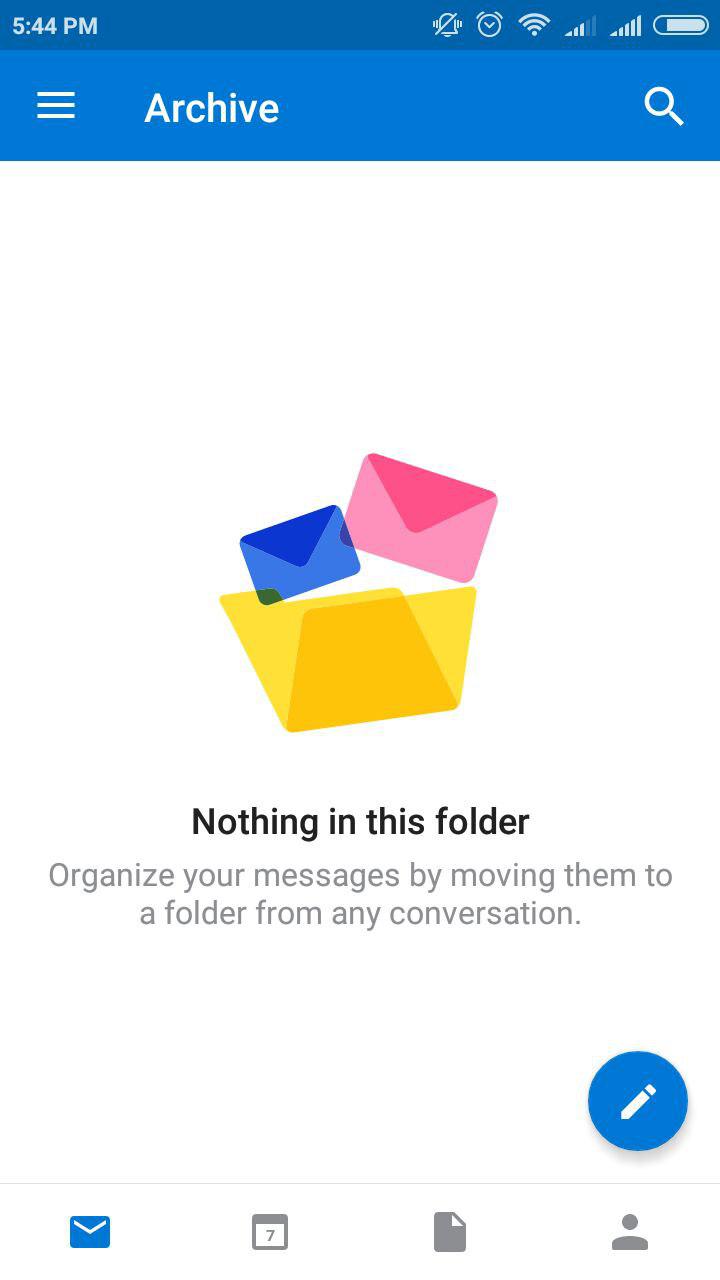 5:44 PM
Archive
Nothing in this folder
Organize your messages by moving them to
a folder from any conversation.
7